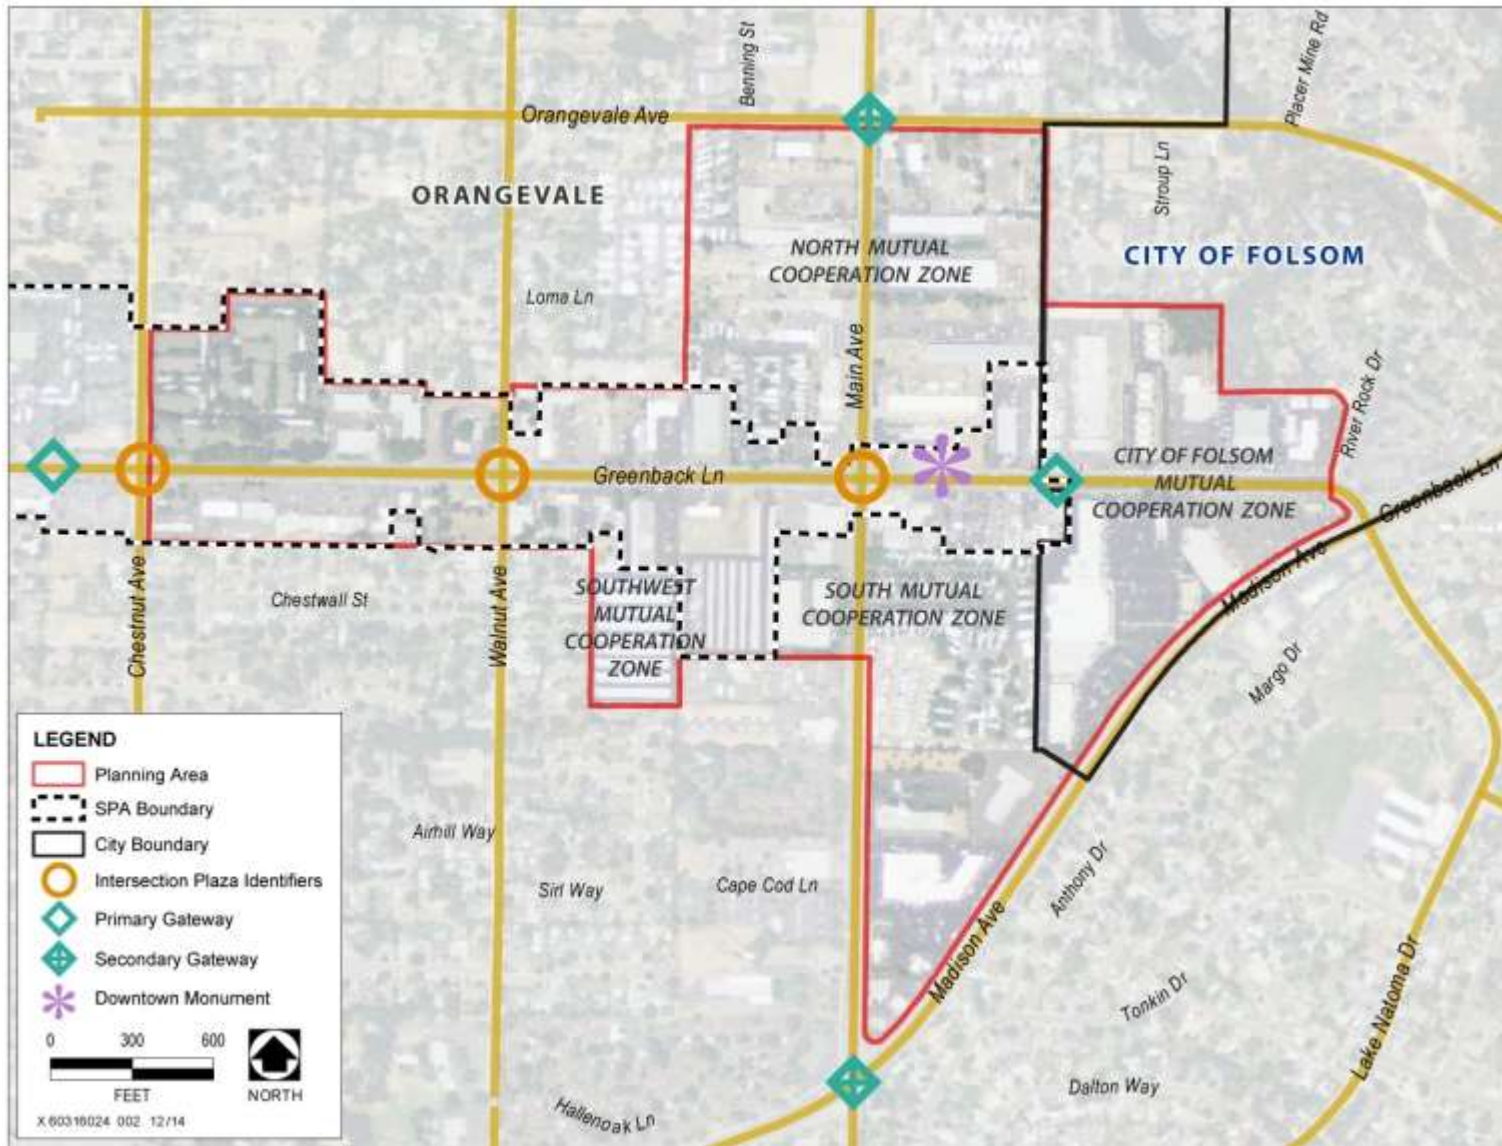 Benning St
Placer Mine Rd
Orangevale Ave
Stroup Ln
ORANGEVALE
NORTH MUTUAL
COOPERATION ZONE
CITY OF FOLSOM
Loma Ln
Main Ave
River Rock Dr
Greenback Ln
CITY OF FOLSOM
MUTUAL
COOPERATION ZONE
Greenback Ln
Madison Ave
Chestnut Ave
Chestwall St
Walnut Ave
SOUTHWEST
MUTUAL
COOPERATION
ZONE
SOUTH MUTUAL
COOPERATION ZONE
Margo Dr
LEGEND
Planning Area
SPA Boundary
City Boundary
Intersection Plaza Identifiers
Primary Gateway
Secondary Gateway
Downtown Monument
0 300 600
FEET
NORTH
X 60316024 002 12/14
Airhill Way
Sirl Way
Cape Cod Ln
Anthony Dr
Madison Ave
Tonkin Dr
Lake Natoma Dr
Dalton Way
Hallenoak Ln